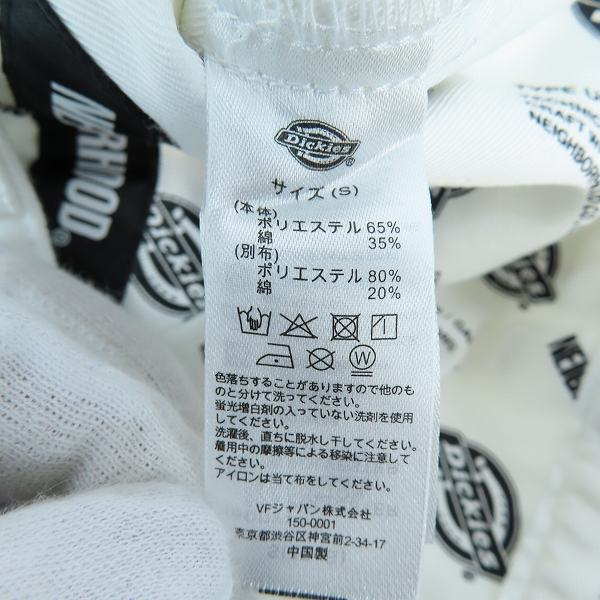 Dickies
サイズ (S)
(本体)
ポリエステル 65%
綿 35%
(別布)
ポリエステル 80%
綿 20%
W
色落ちすることがありますので他のも
のと分けて洗ってください。
蛍光増白剤の入っていない洗剤を使用
してください。
洗濯後、直ちに脱水し干してください。
着用中の摩擦等による移染に注意して
ください。
アイロンは当て布をしてください。
VFジャパン株式会社
150-0001
東京都渋谷区神宮前2-34-17
中国製
NBHOOD®
Dickies
Dickies
Dickies
NEIGHBORH
NEIG